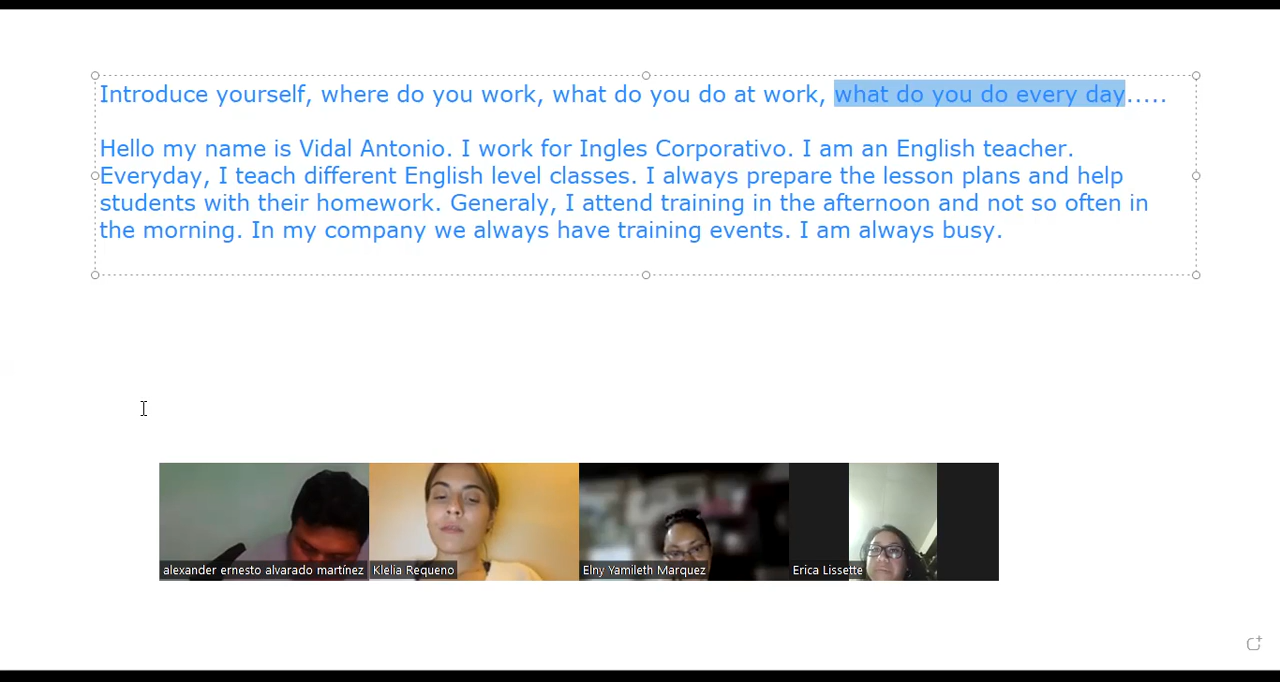 Introduce yourself, where do you work, what do you do at work, what do you do every day.....
Hello my name is Vidal Antonio. I work for Ingles Corporativo. I am an English teacher.
Everyday, I teach different English level classes. I always prepare the lesson plans and help
students with their homework. Generaly, I attend training in the afternoon and not so often in
the morning. In my company we always have training events. I am always busy.
alexander ernesto alvarado martínez
Klelia Requeno
Elny Yamileth Marquez
Erica Lissette